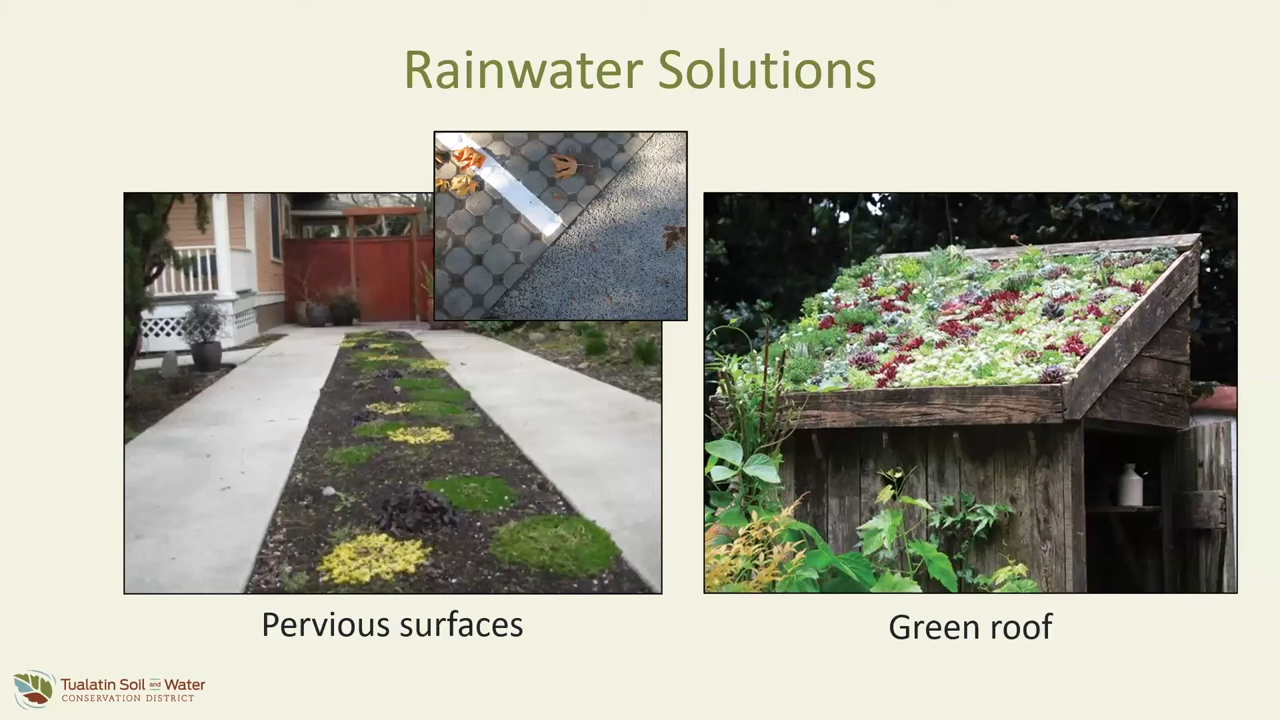 Rainwater Solutions
Pervious surfaces
Green roof
Tualatin Soil and Water
CONSERVATION DISTRICT